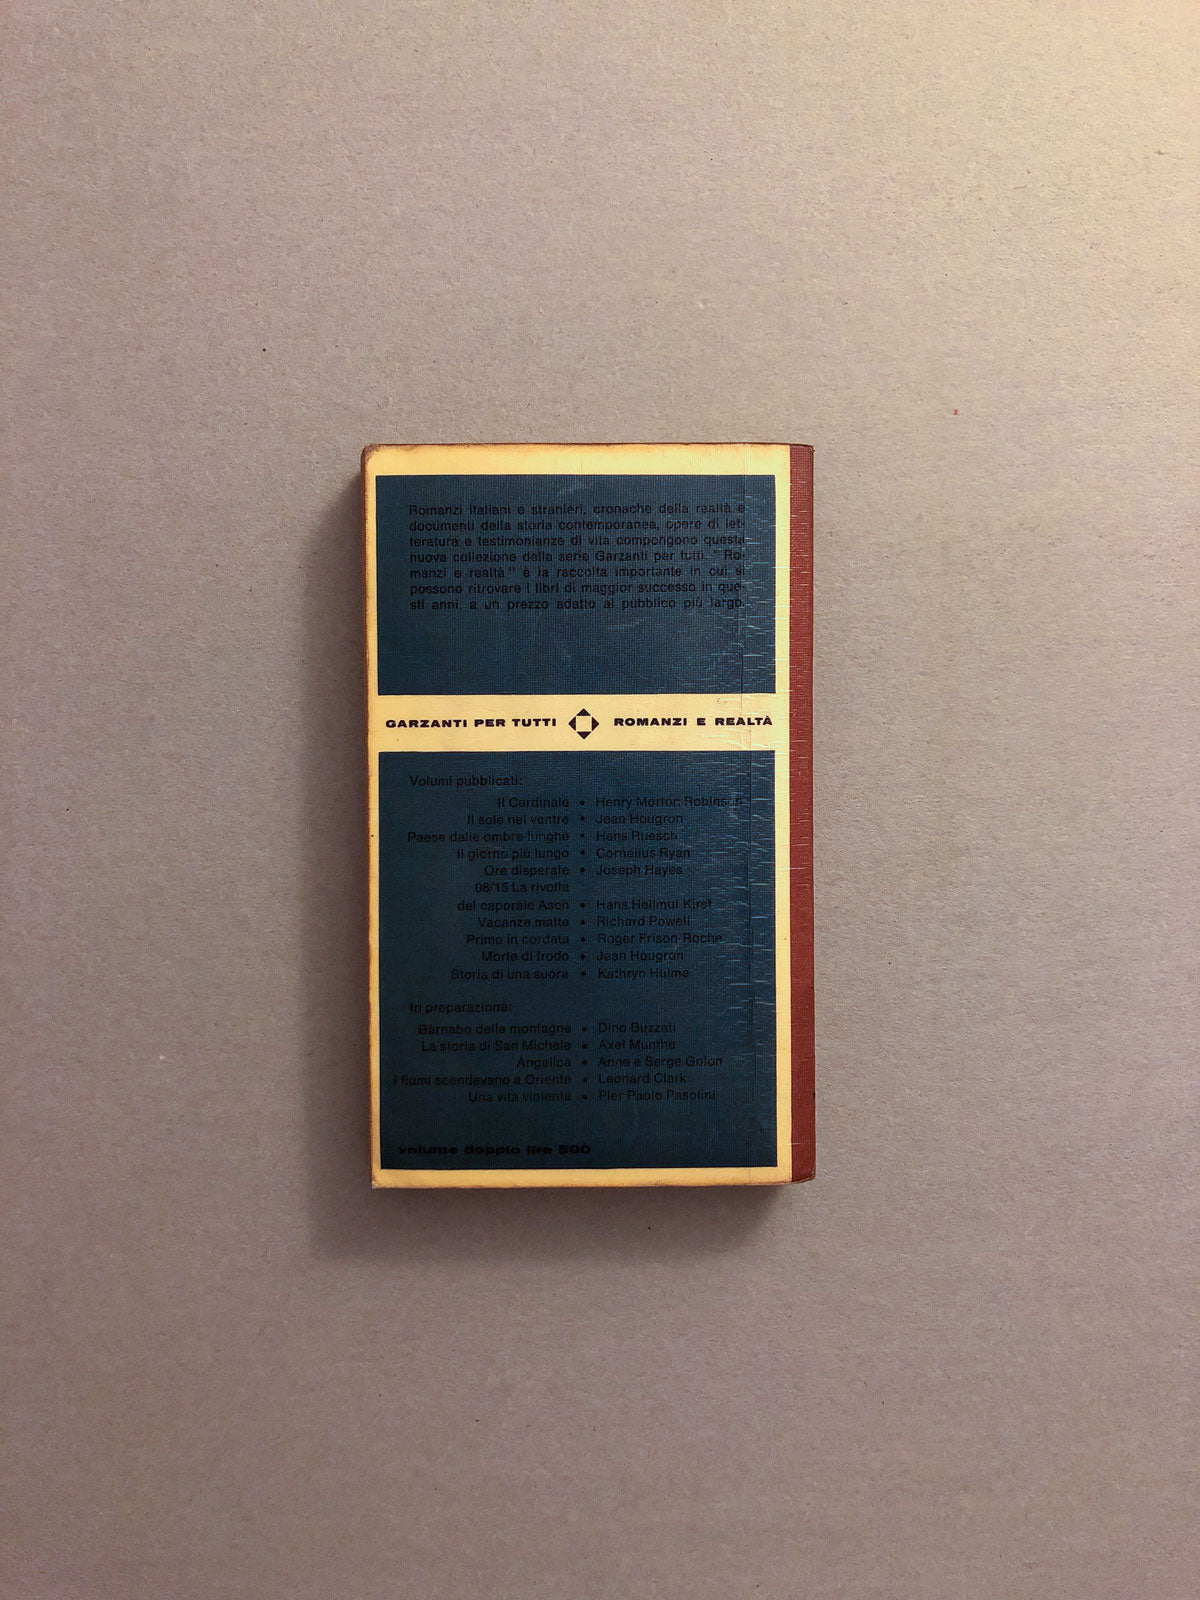 Romanzi italiani e stranieri, cronache della realtà e
documenti della storia contemporanea, opere di let-
teratura e testimonianze di vita compongono questa
nuova collezione della serie Garzanti per tutti. "Ro-
manzi e realtà" è la raccolta importante in cui si
possono ritrovare i libri di maggior successo in que-
sti anni, a un prezzo adatto al pubblico più largo.
GARZANTI PER TUTTI ROMANZI E REALTÀ
Volumi pubblicati:
Il Cardinale • Henry Morton Robinson
Il sole nel ventre • Jean Hougron
Paese dalle ombre lunghe • Hans Ruesch
Il giorno più lungo • Cornelius Ryan
Ore disperate • Joseph Hayes
08/15 La rivolta
del caporale Asch • Hans Hellmut Kirst
Vacanze matte • Richard Powell
Primo in cordata • Roger Frison-Roche
Morte di frodo • Jean Hougron
Storia di una suora • Kathryn Hulme
In preparazione:
Bàrnabo delle montagne • Dino Buzzati
La storia di San Michele • Axel Munthe
Angelica • Anne e Serge Golon
I fiumi scendevano a Oriente • Leonard Clark
Una vita violenta • Pier Paolo Pasolini
volume doppio lire 500